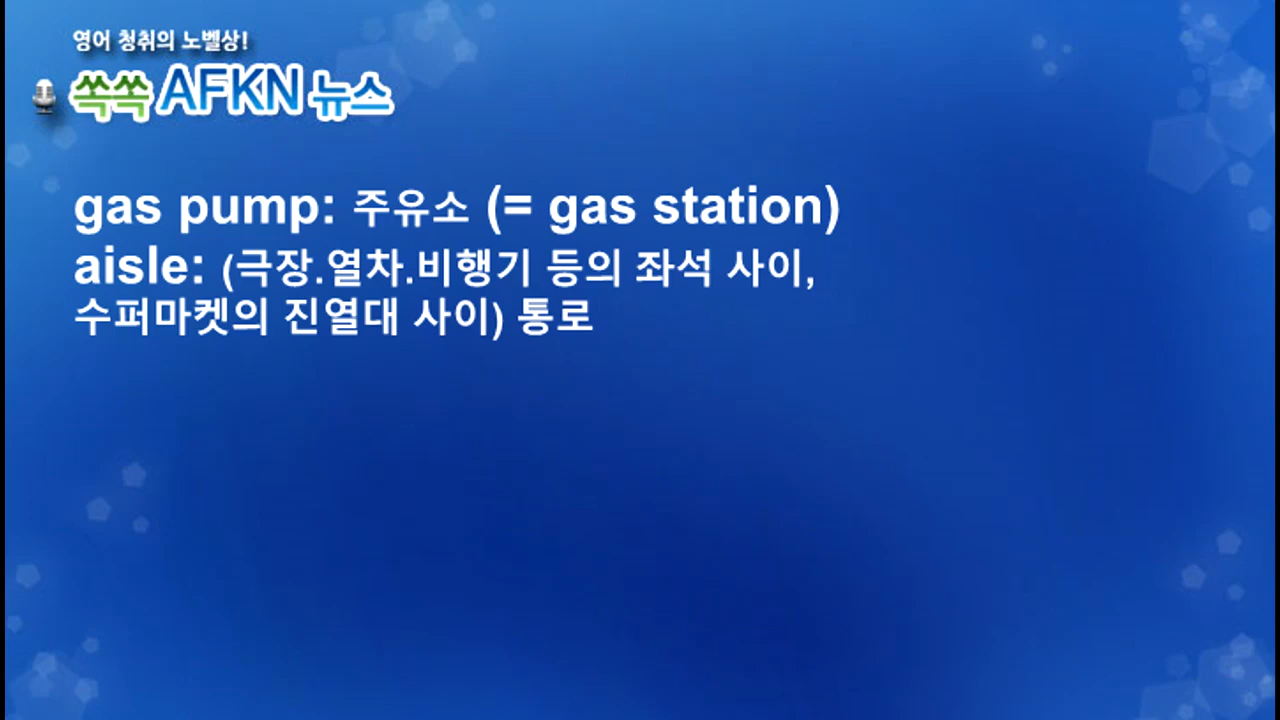 영어 청취의 노벨상!
쏙쏙 AFKN 뉴스
gas pump: 주유소 (= gas station)
aisle: (극장.열차.비행기 등의 좌석 사이,
수퍼마켓의 진열대 사이) 통로